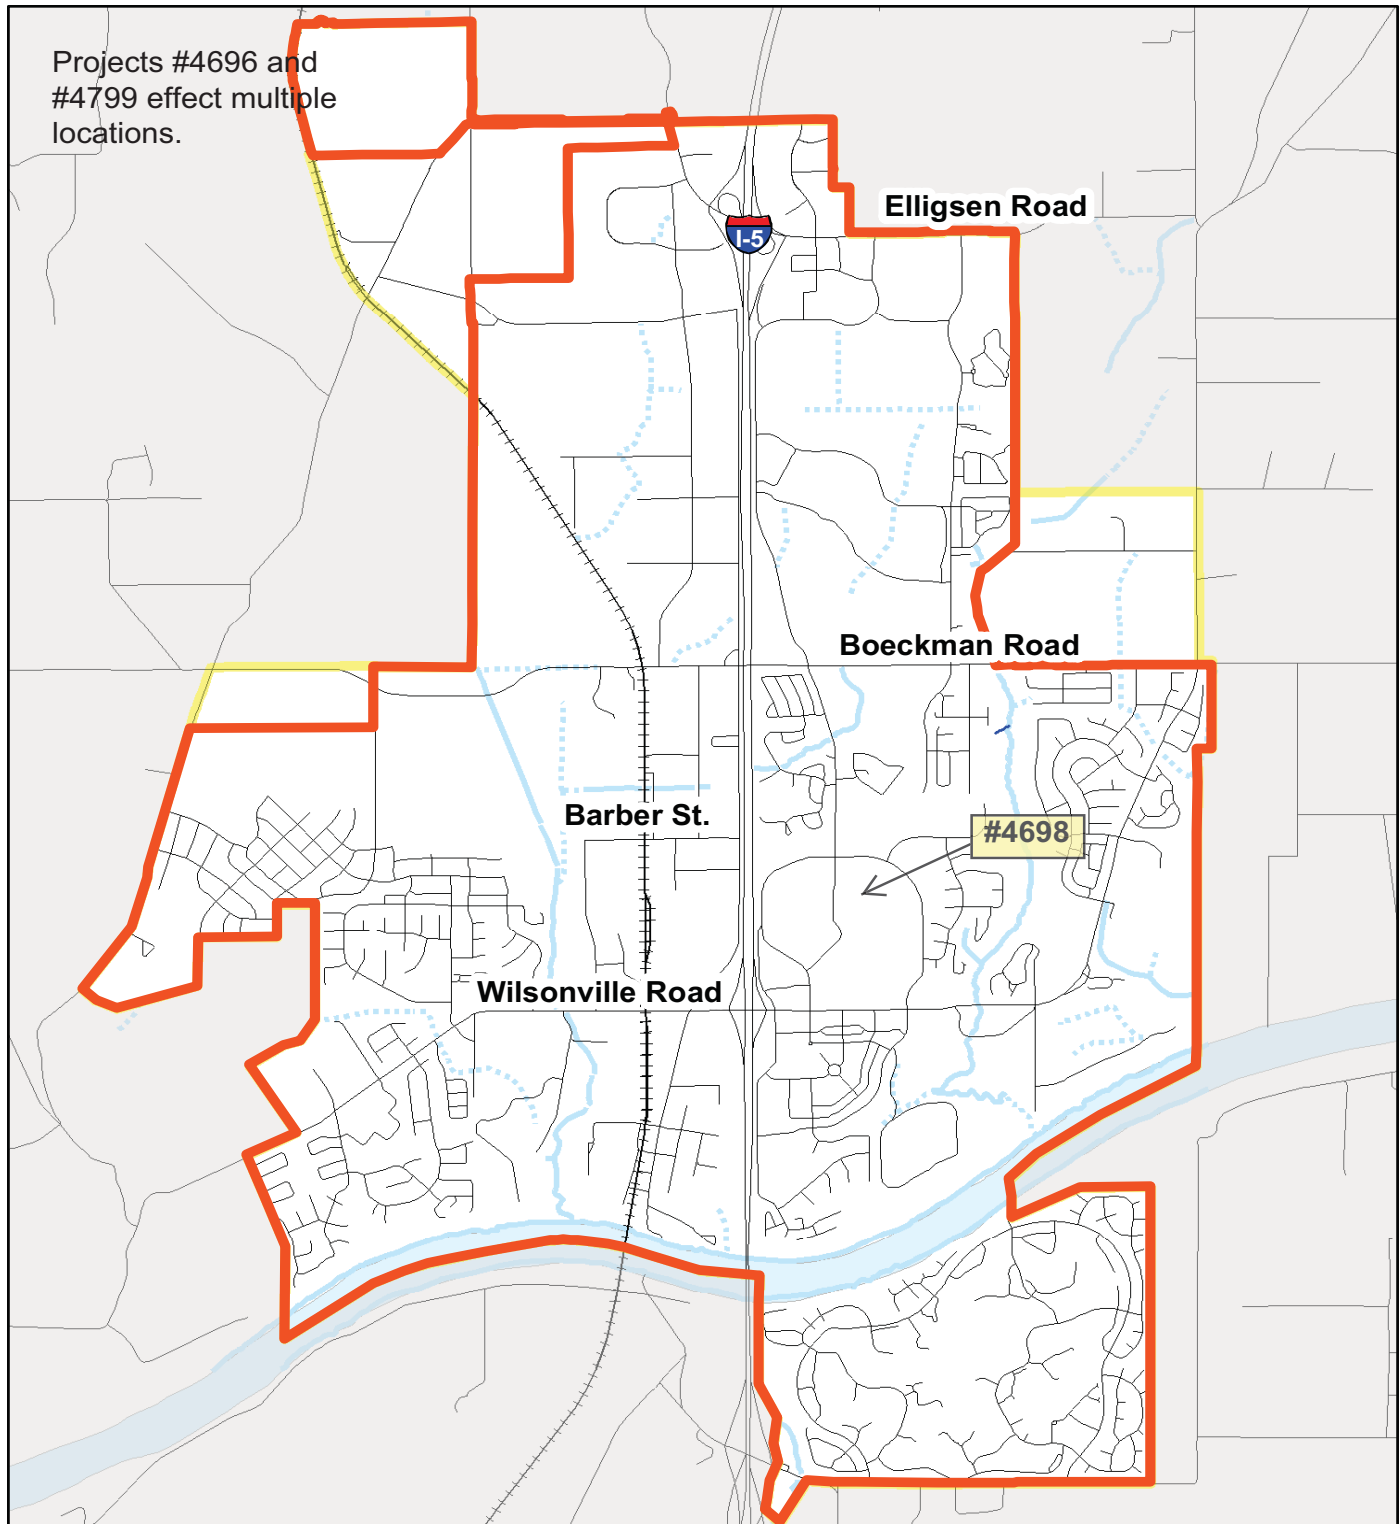 Projects #4696 and
#4799 effect multiple
locations.
Elligsen Road
I-5
Boeckman Road
Barber St.
#4698
Wilsonville Road